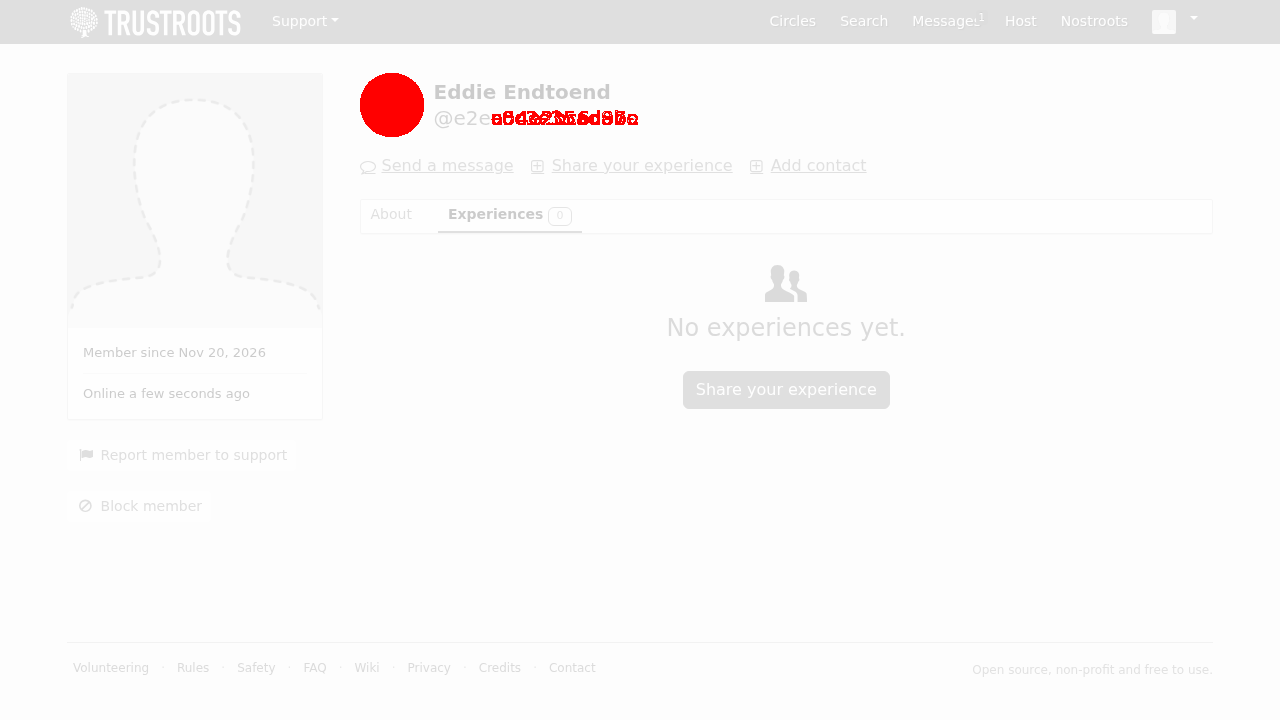 TRUSTROOTS Support Circles Search Messages 1 Host Nostroots
Eddie Endtoend
Send a message Share your experience Add contact
About Experiences 0
No experiences yet.
Share your experience
Member since Nov 20, 2026
Online a few seconds ago
Report member to support
Block member
Volunteering · Rules · Safety · FAQ · Wiki · Privacy · Credits · Contact
Open source, non-profit and free to use.